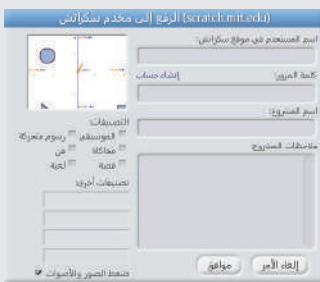 الرفع إلى مخدم سكراتش (scratch.mit.edu)
اسم المستخدم في موقع سكراتش:
كلمة المرور:
إنشاء حساب
اسم المشروع:
ملاحظات المشروع
التصنيفات:
الموسيقى
رسوم متحركة
محاكاة
فن
قصة
لعبة
تصنيفات أخرى:
ضغط الصور والأصوات
إلغاء الأمر
موافق